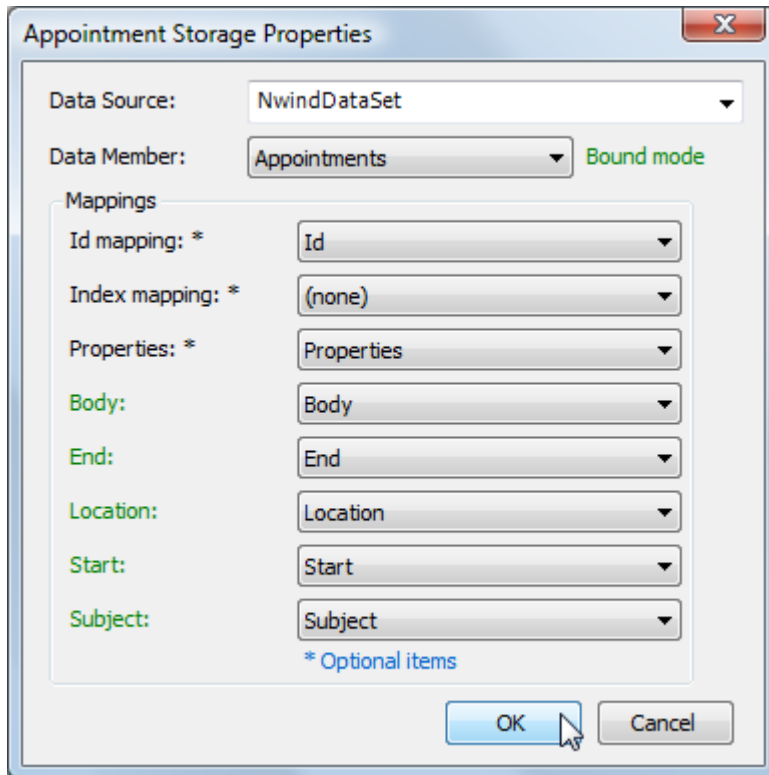 Appointment Storage Properties
Data Source: NwindDataSet
Data Member: Appointments Bound mode
Mappings
Id mapping: * Id
Index mapping: * (none)
Properties: * Properties
Body: Body
End: End
Location: Location
Start: Start
Subject: Subject
* Optional items
OK Cancel